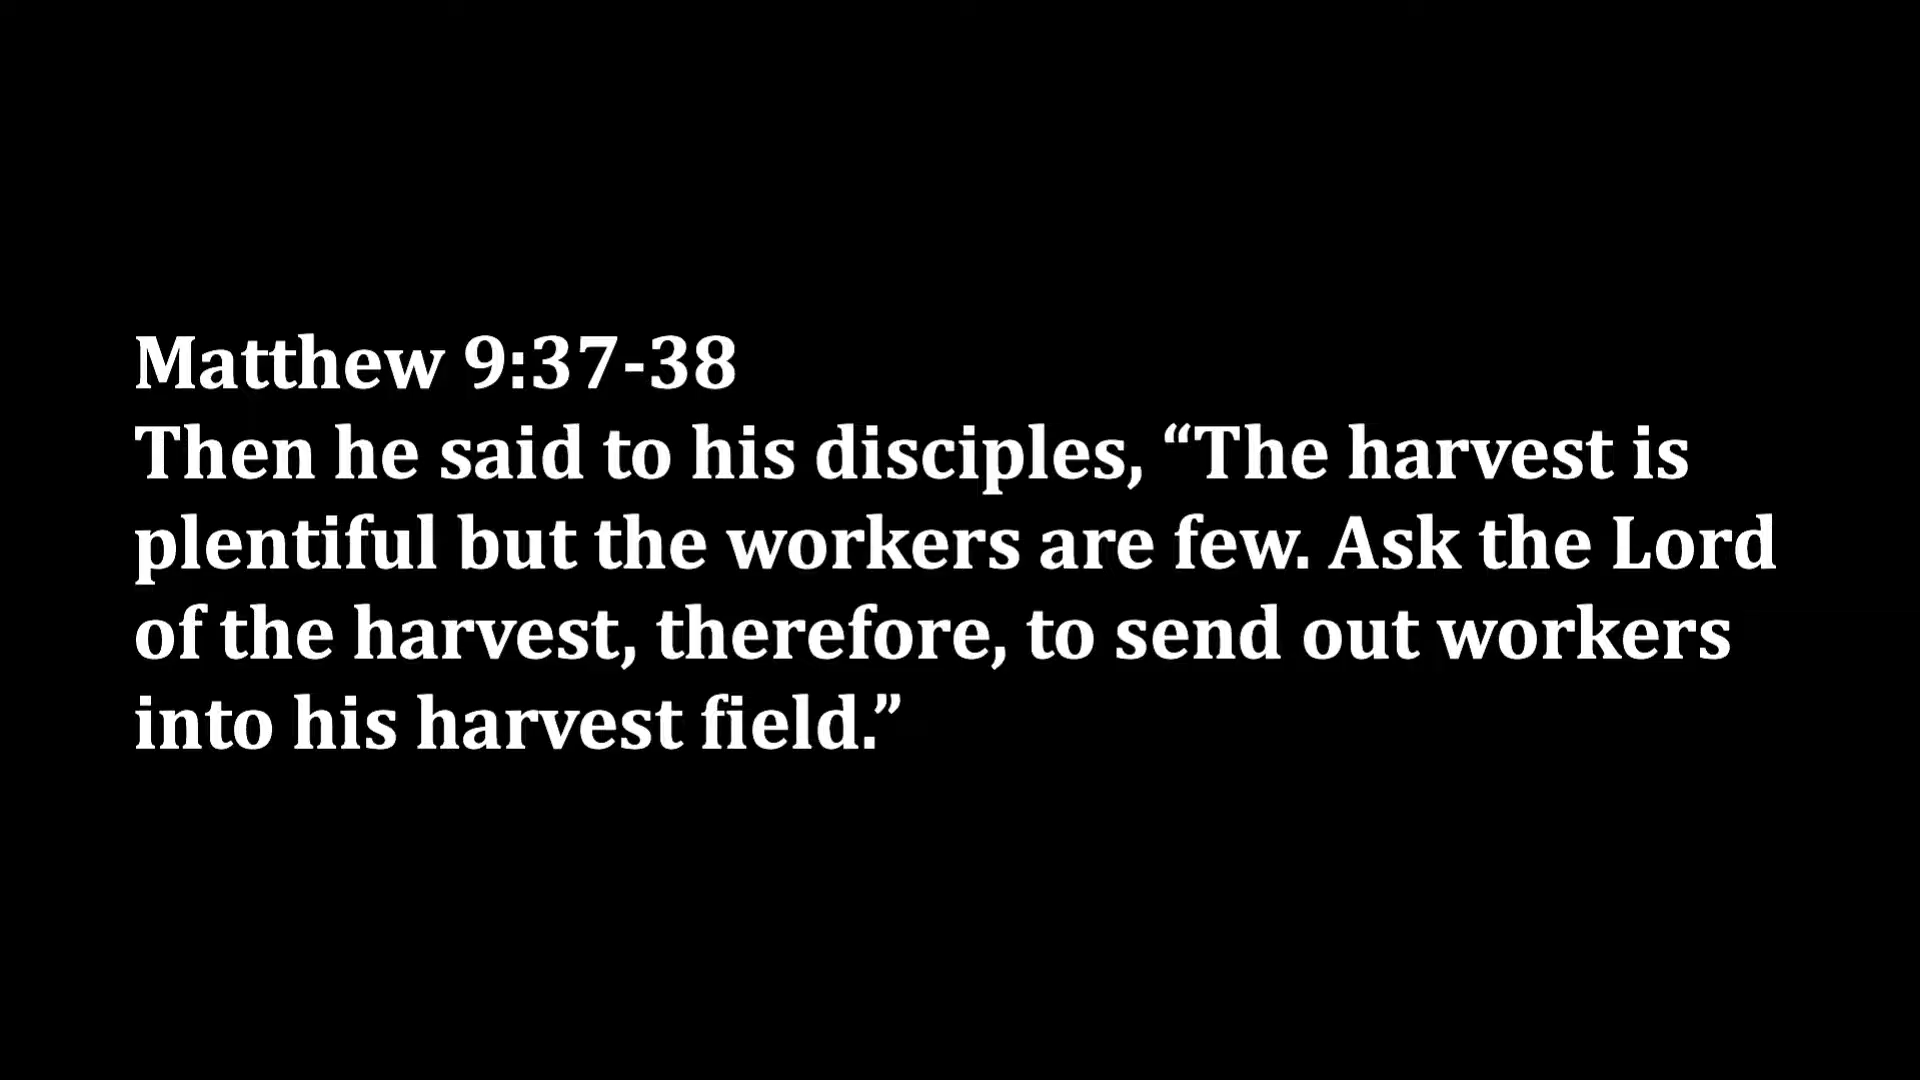 Matthew 9:37-38
Then he said to his disciples, “The harvest is
plentiful but the workers are few. Ask the Lord
of the harvest, therefore, to send out workers
into his harvest field.”